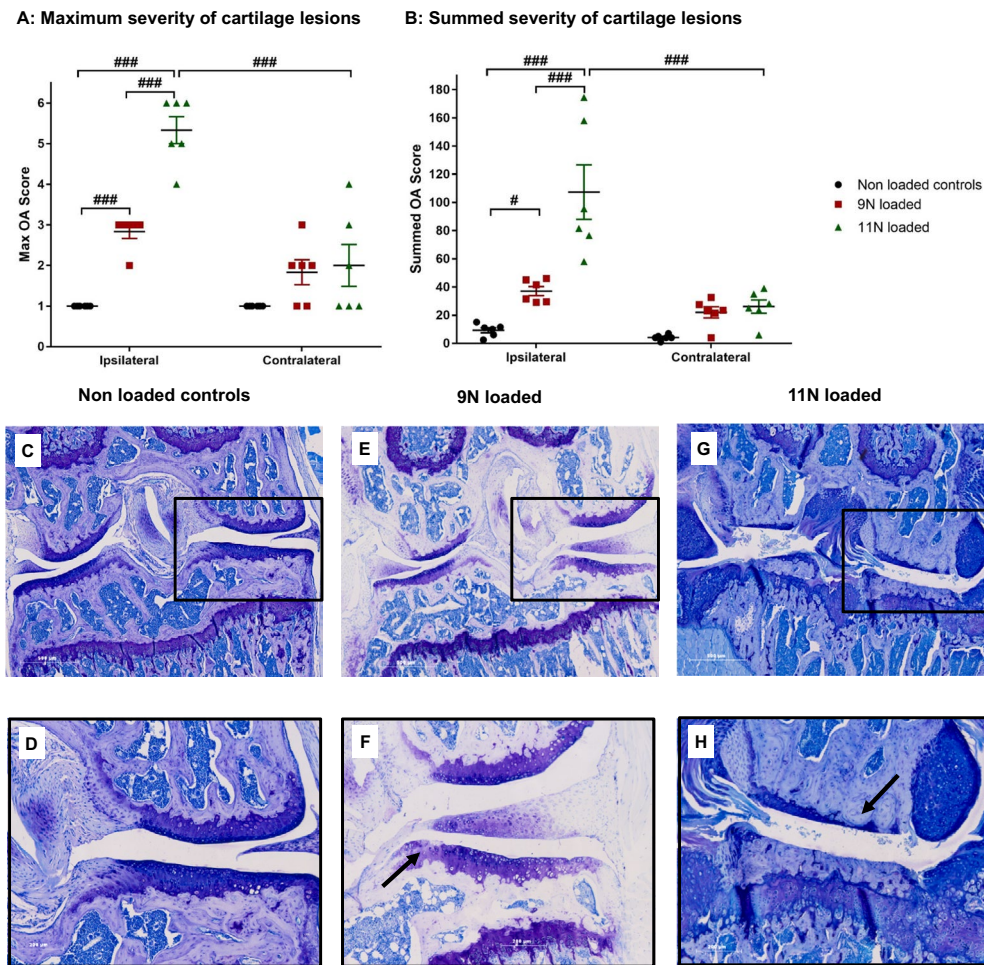 A: Maximum severity of cartilage lesions
B: Summed severity of cartilage lesions
###
###
###
###
Max OA Score
6
5
4
3
2
1
0
Ipsilateral
Contralateral
###
###
###
#
Summed OA Score
180
160
140
120
100
80
60
40
20
0
Ipsilateral
Contralateral
Non loaded controls
9N loaded
11N loaded
Non loaded controls
9N loaded
11N loaded
C
E
G
D
F
H